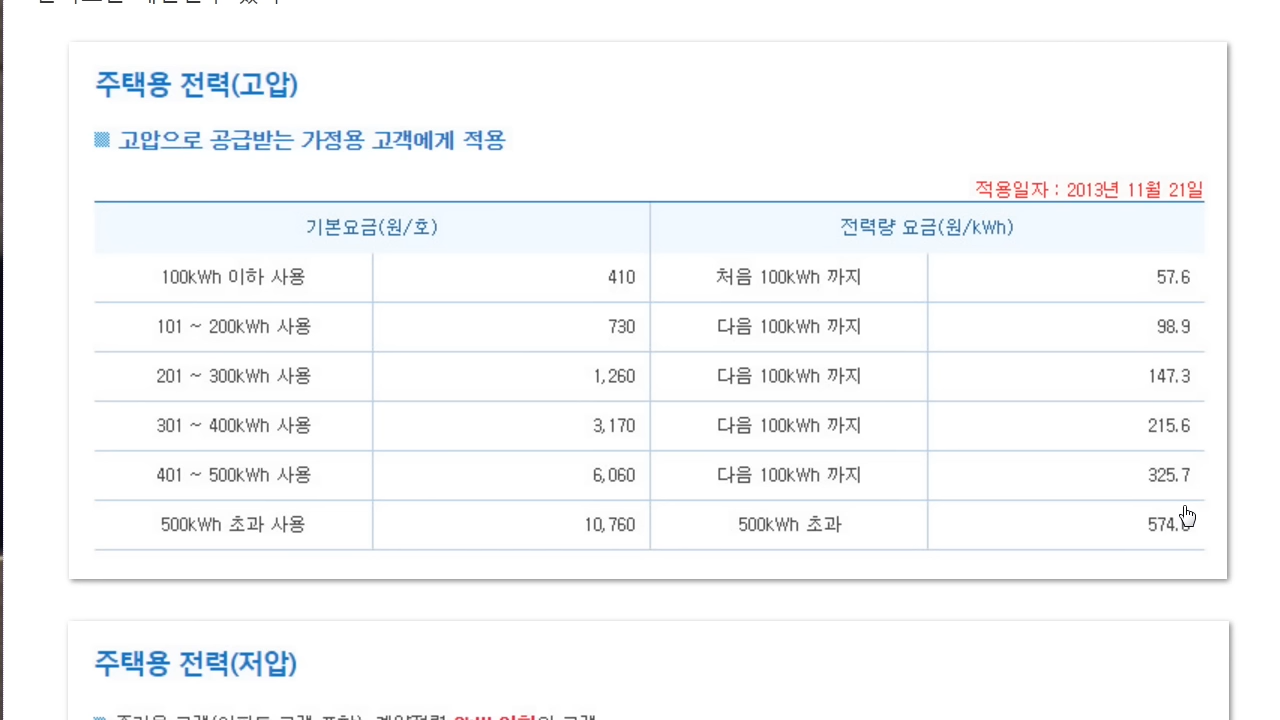 주택용 전력(고압)
고압으로 공급받는 가정용 고객에게 적용
적용일자 : 2013년 11월 21일
기본요금(원/호) 전력량 요금(원/kWh)
100kWh 이하 사용 410 처음 100kWh 까지 57.6
101 ~ 200kWh 사용 730 다음 100kWh 까지 98.9
201 ~ 300kWh 사용 1,260 다음 100kWh 까지 147.3
301 ~ 400kWh 사용 3,170 다음 100kWh 까지 215.6
401 ~ 500kWh 사용 6,060 다음 100kWh 까지 325.7
500kWh 초과 사용 10,760 500kWh 초과
주택용 전력(저압)